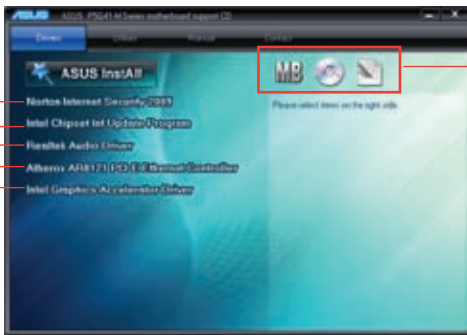 ASUS ASUS P5G41-M Series motherboard support CD
Drivers Utilities Manual Contact
ASUS InstAll
MB
Norton Internet Security 2009
Please select items on the right side.
Intel Chipset Inf Update Program
Realtek Audio Driver
Atheros AR8121 PCI-E Ethernet Controller
Intel Graphics Accelerator Driver